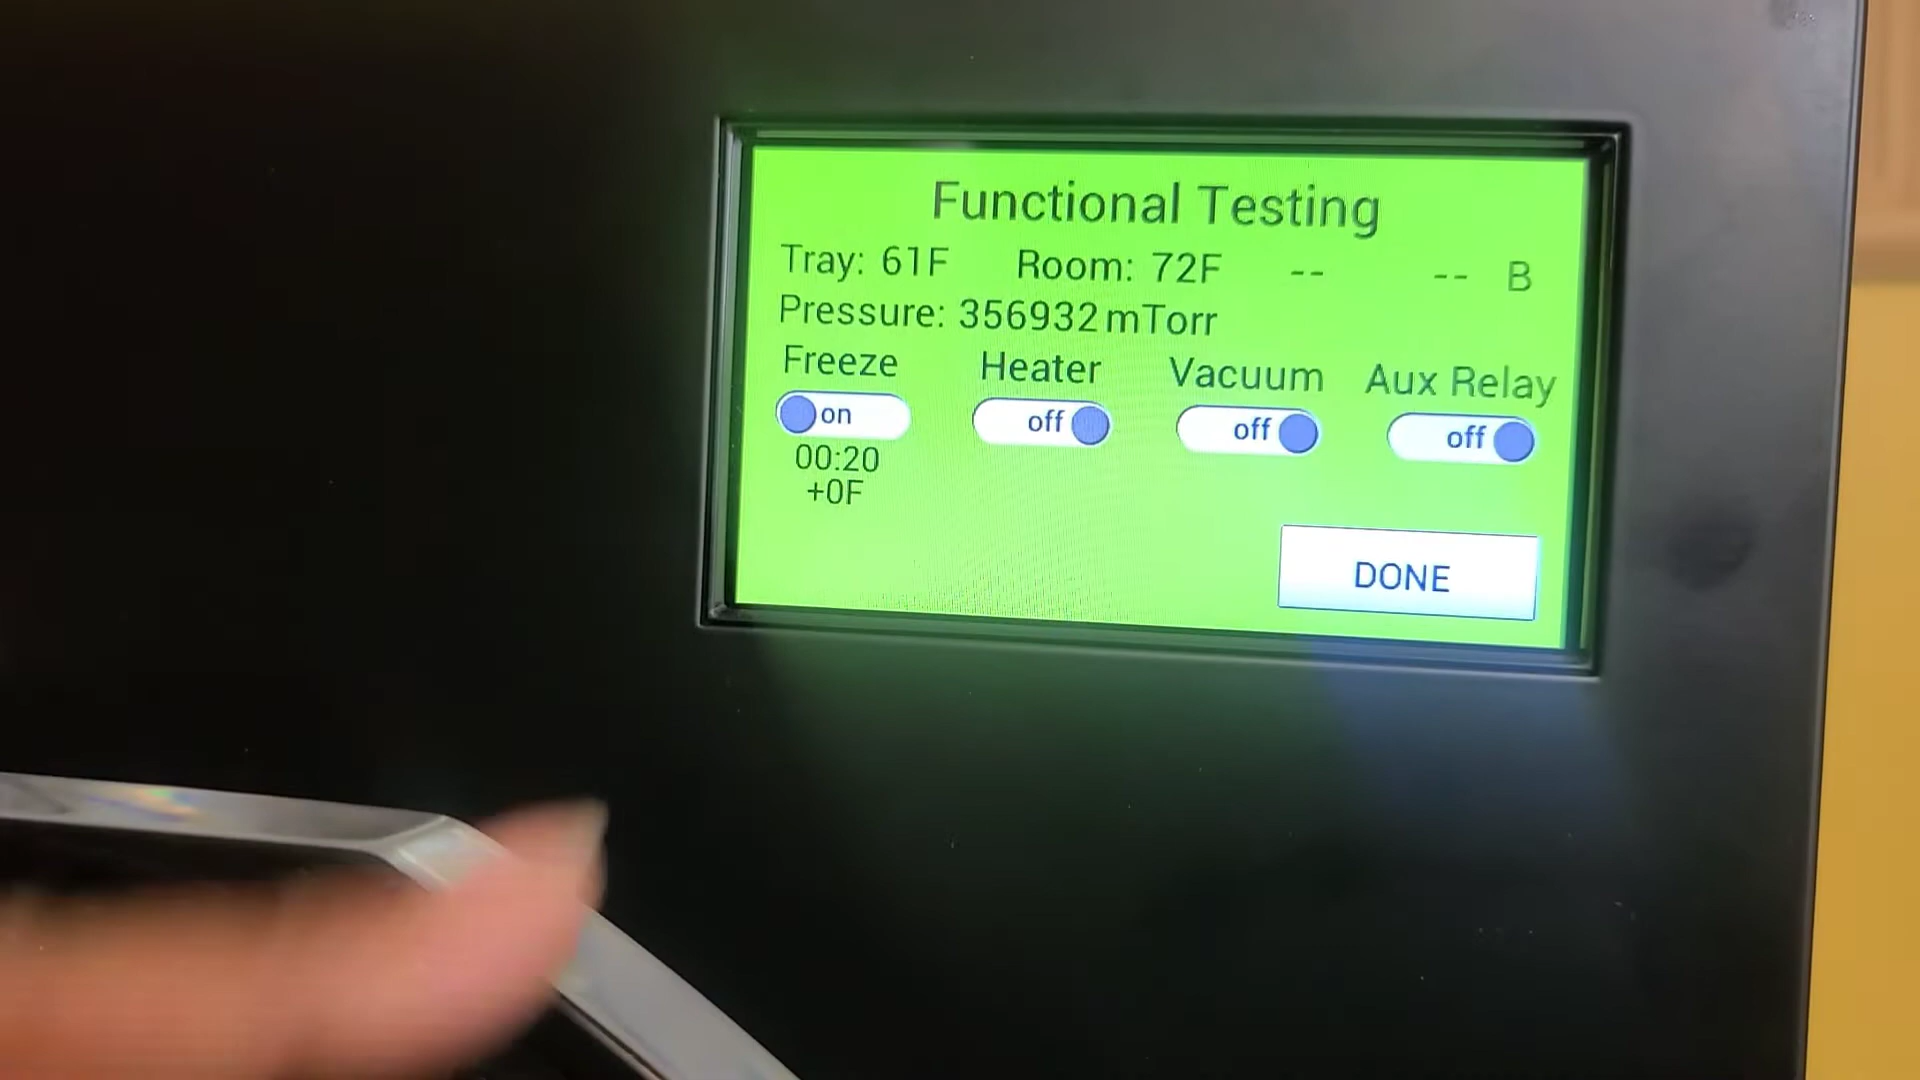 Functional Testing
Tray: 61F Room: 72F -- -- B
Pressure: 356932 mTorr
Freeze Heater Vacuum Aux Relay
on off off off
00:20
+0F
DONE